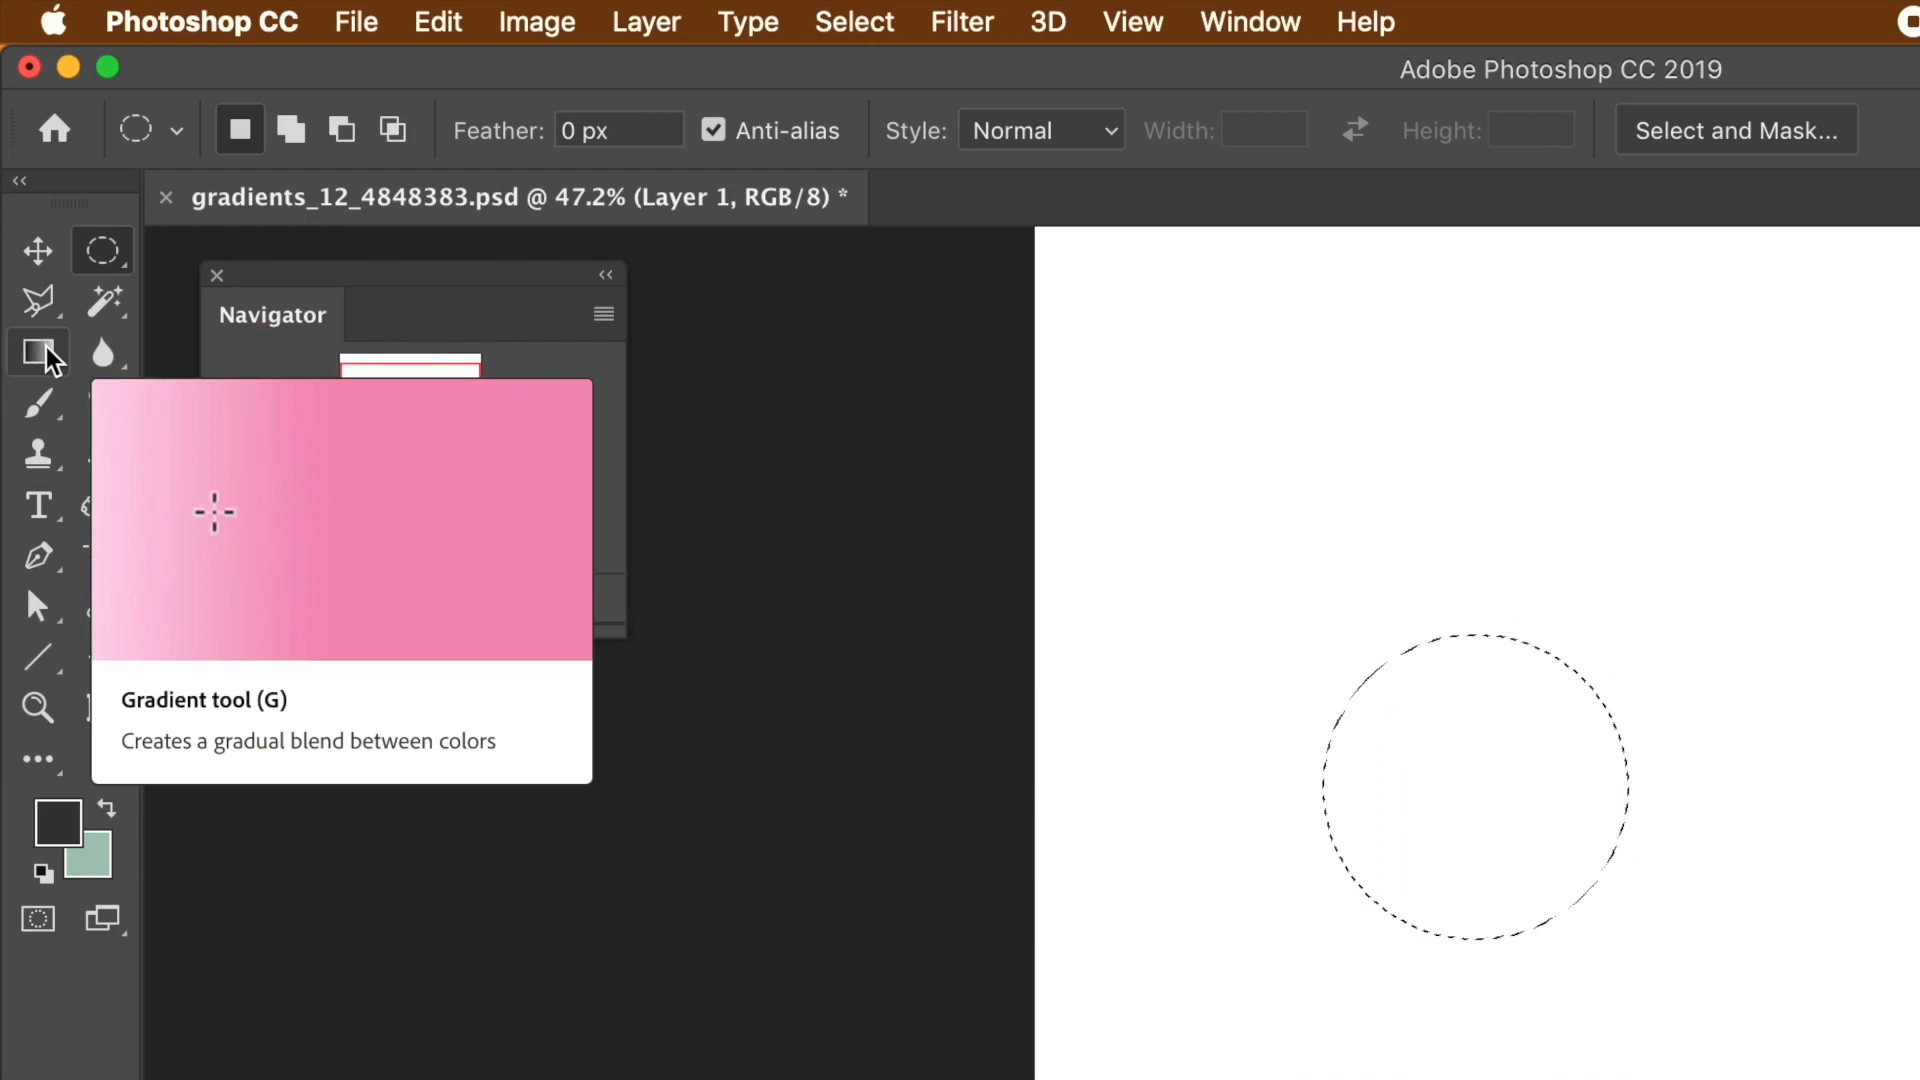 Photoshop CC File Edit Image Layer Type Select Filter 3D View Window Help
Adobe Photoshop CC 2019
Feather: 0 px Anti-alias Style: Normal Width: Height: Select and Mask...
gradients_12_4848383.psd @ 47.2% (Layer 1, RGB/8) *
Navigator
Gradient tool (G)
Creates a gradual blend between colors